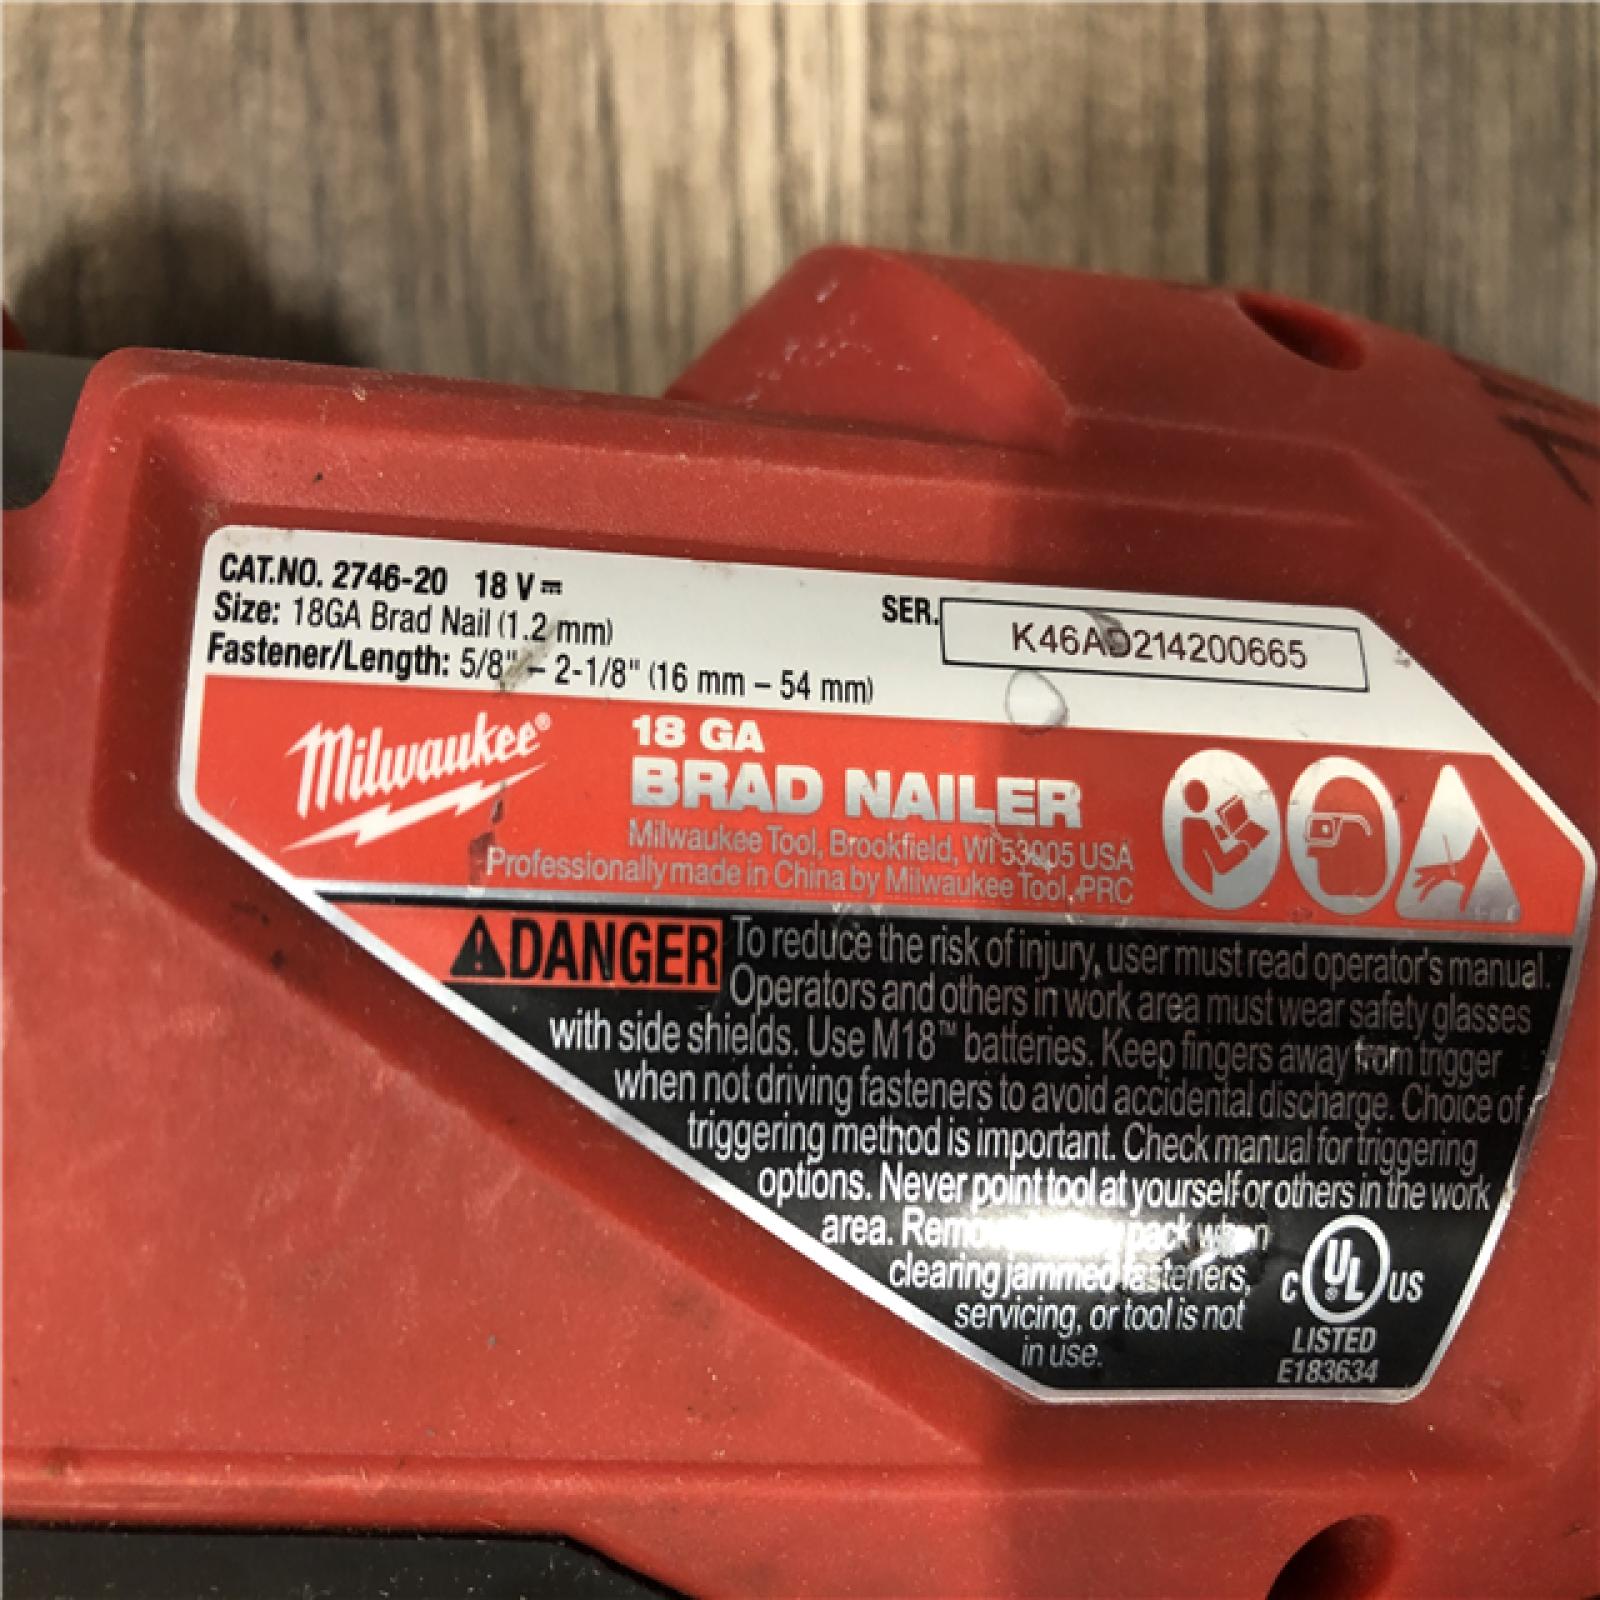 CAT.NO. 2746-20 18 V ⎓
Size: 18GA Brad Nail (1.2 mm)
Fastener/Length: 5/8" – 2-1/8" (16 mm – 54 mm)
SER. K46AD214200665
Milwaukee®
18 GA
BRAD NAILER
Milwaukee Tool, Brookfield, WI 53005 USA
Professionally made in China by Milwaukee Tool, PRC
DANGER To reduce the risk of injury, user must read operator's manual.
Operators and others in work area must wear safety glasses
with side shields. Use M18™ batteries. Keep fingers away from trigger
when not driving fasteners to avoid accidental discharge. Choice of
triggering method is important. Check manual for triggering
options. Never point tool at yourself or others in the work
area. pack when
clearing jammed fasteners,
servicing, or tool is not
in use.
C UL® US
LISTED
E183634